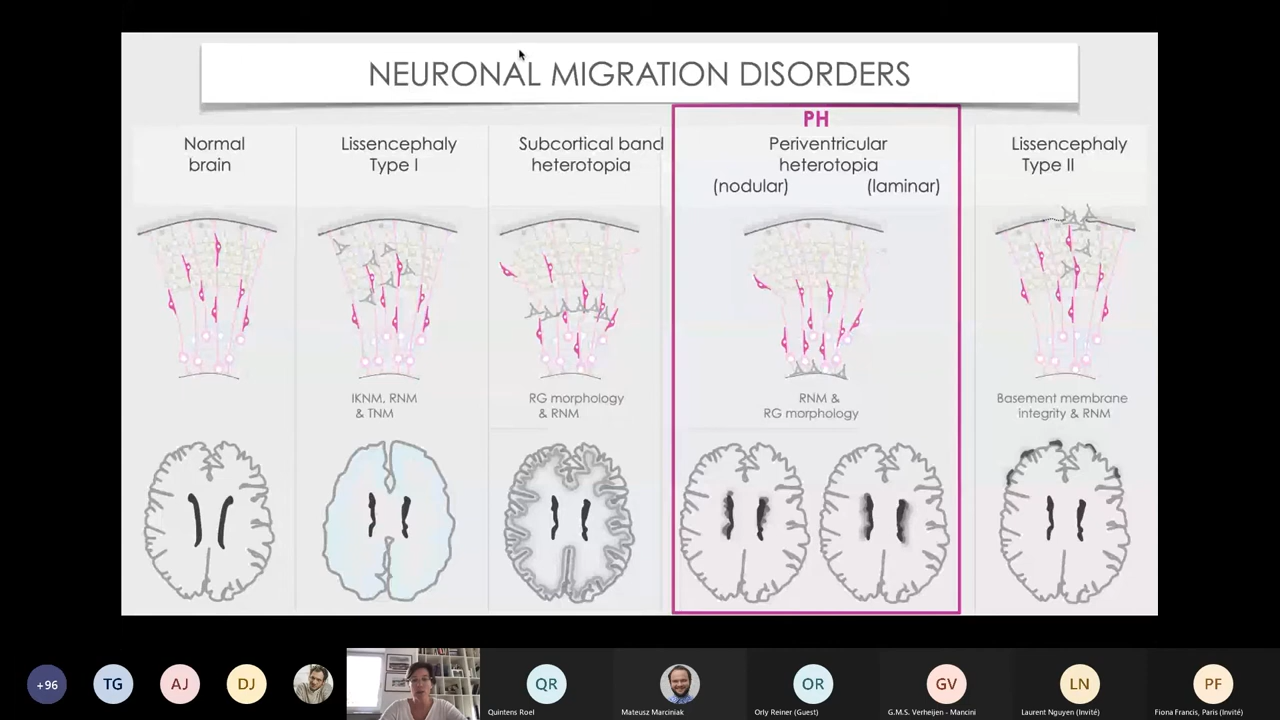 NEURONAL MIGRATION DISORDERS
Normal
brain
Lissencephaly
Type I
Subcortical band
heterotopia
PH
Periventricular
heterotopia
(nodular) (laminar)
Lissencephaly
Type II
IKNM, RNM
& TNM
RG morphology
& RNM
RNM &
RG morphology
Basement membrane
integrity & RNM
+96
TG
AJ
DJ
QR
Quintens Roel
Mateusz Marciniak
OR
Orly Reiner (Guest)
GV
G.M.S. Verheijen - Mancini
LN
Laurent Nguyen (Invité)
PF
Fiona Francis, Paris (Invité)